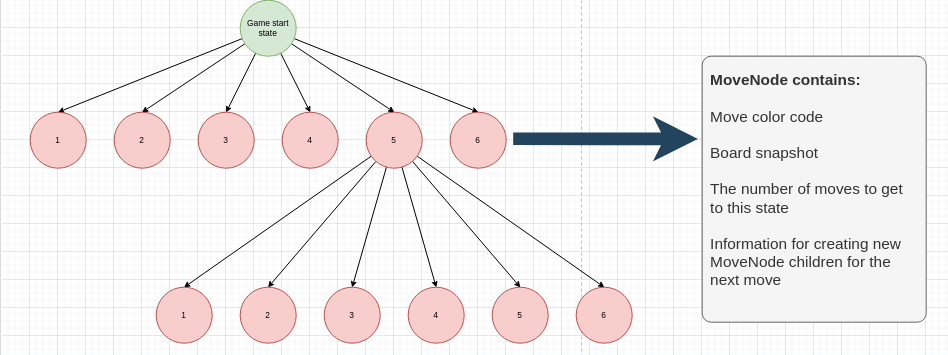 Game start
state
1
2
3
4
5
6
MoveNode contains:
Move color code
Board snapshot
The number of moves to get
to this state
Information for creating new
MoveNode children for the
next move
1
2
3
4
5
6